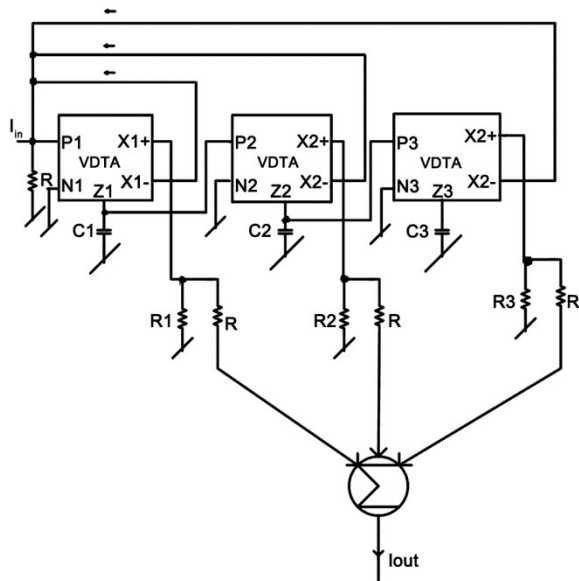 I_in
P1 X1+
VDTA
R N1 X1-
Z1
C1
P2 X2+
VDTA
N2 X2-
Z2
C2
P3 X2+
VDTA
N3 X2-
Z3
C3
R1 R
R2 R
R3 R
Iout